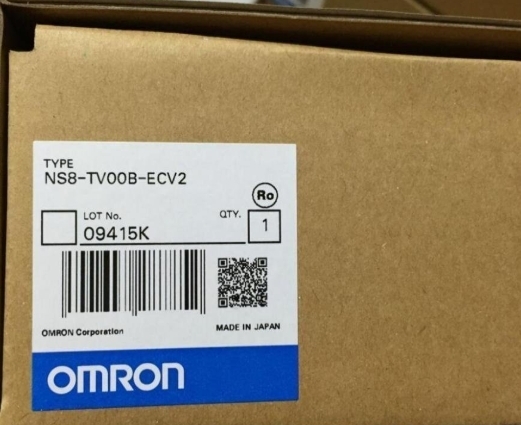 TYPE
NS8-TV00B-ECV2
Ro
LOT No.
QTY.
09415K
1
OMRON Corporation
MADE IN JAPAN
OMRON